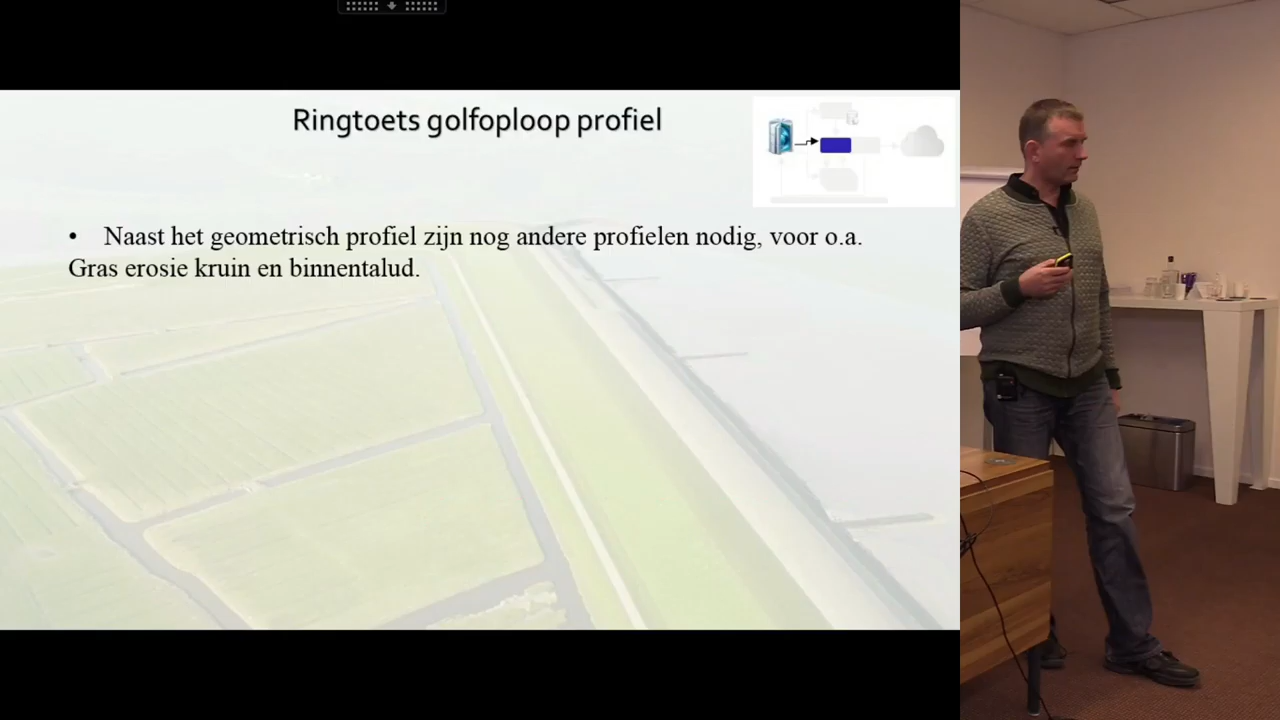 Ringtoets golfoploop profiel
• Naast het geometrisch profiel zijn nog andere profielen nodig, voor o.a.
Gras erosie kruin en binnentalud.